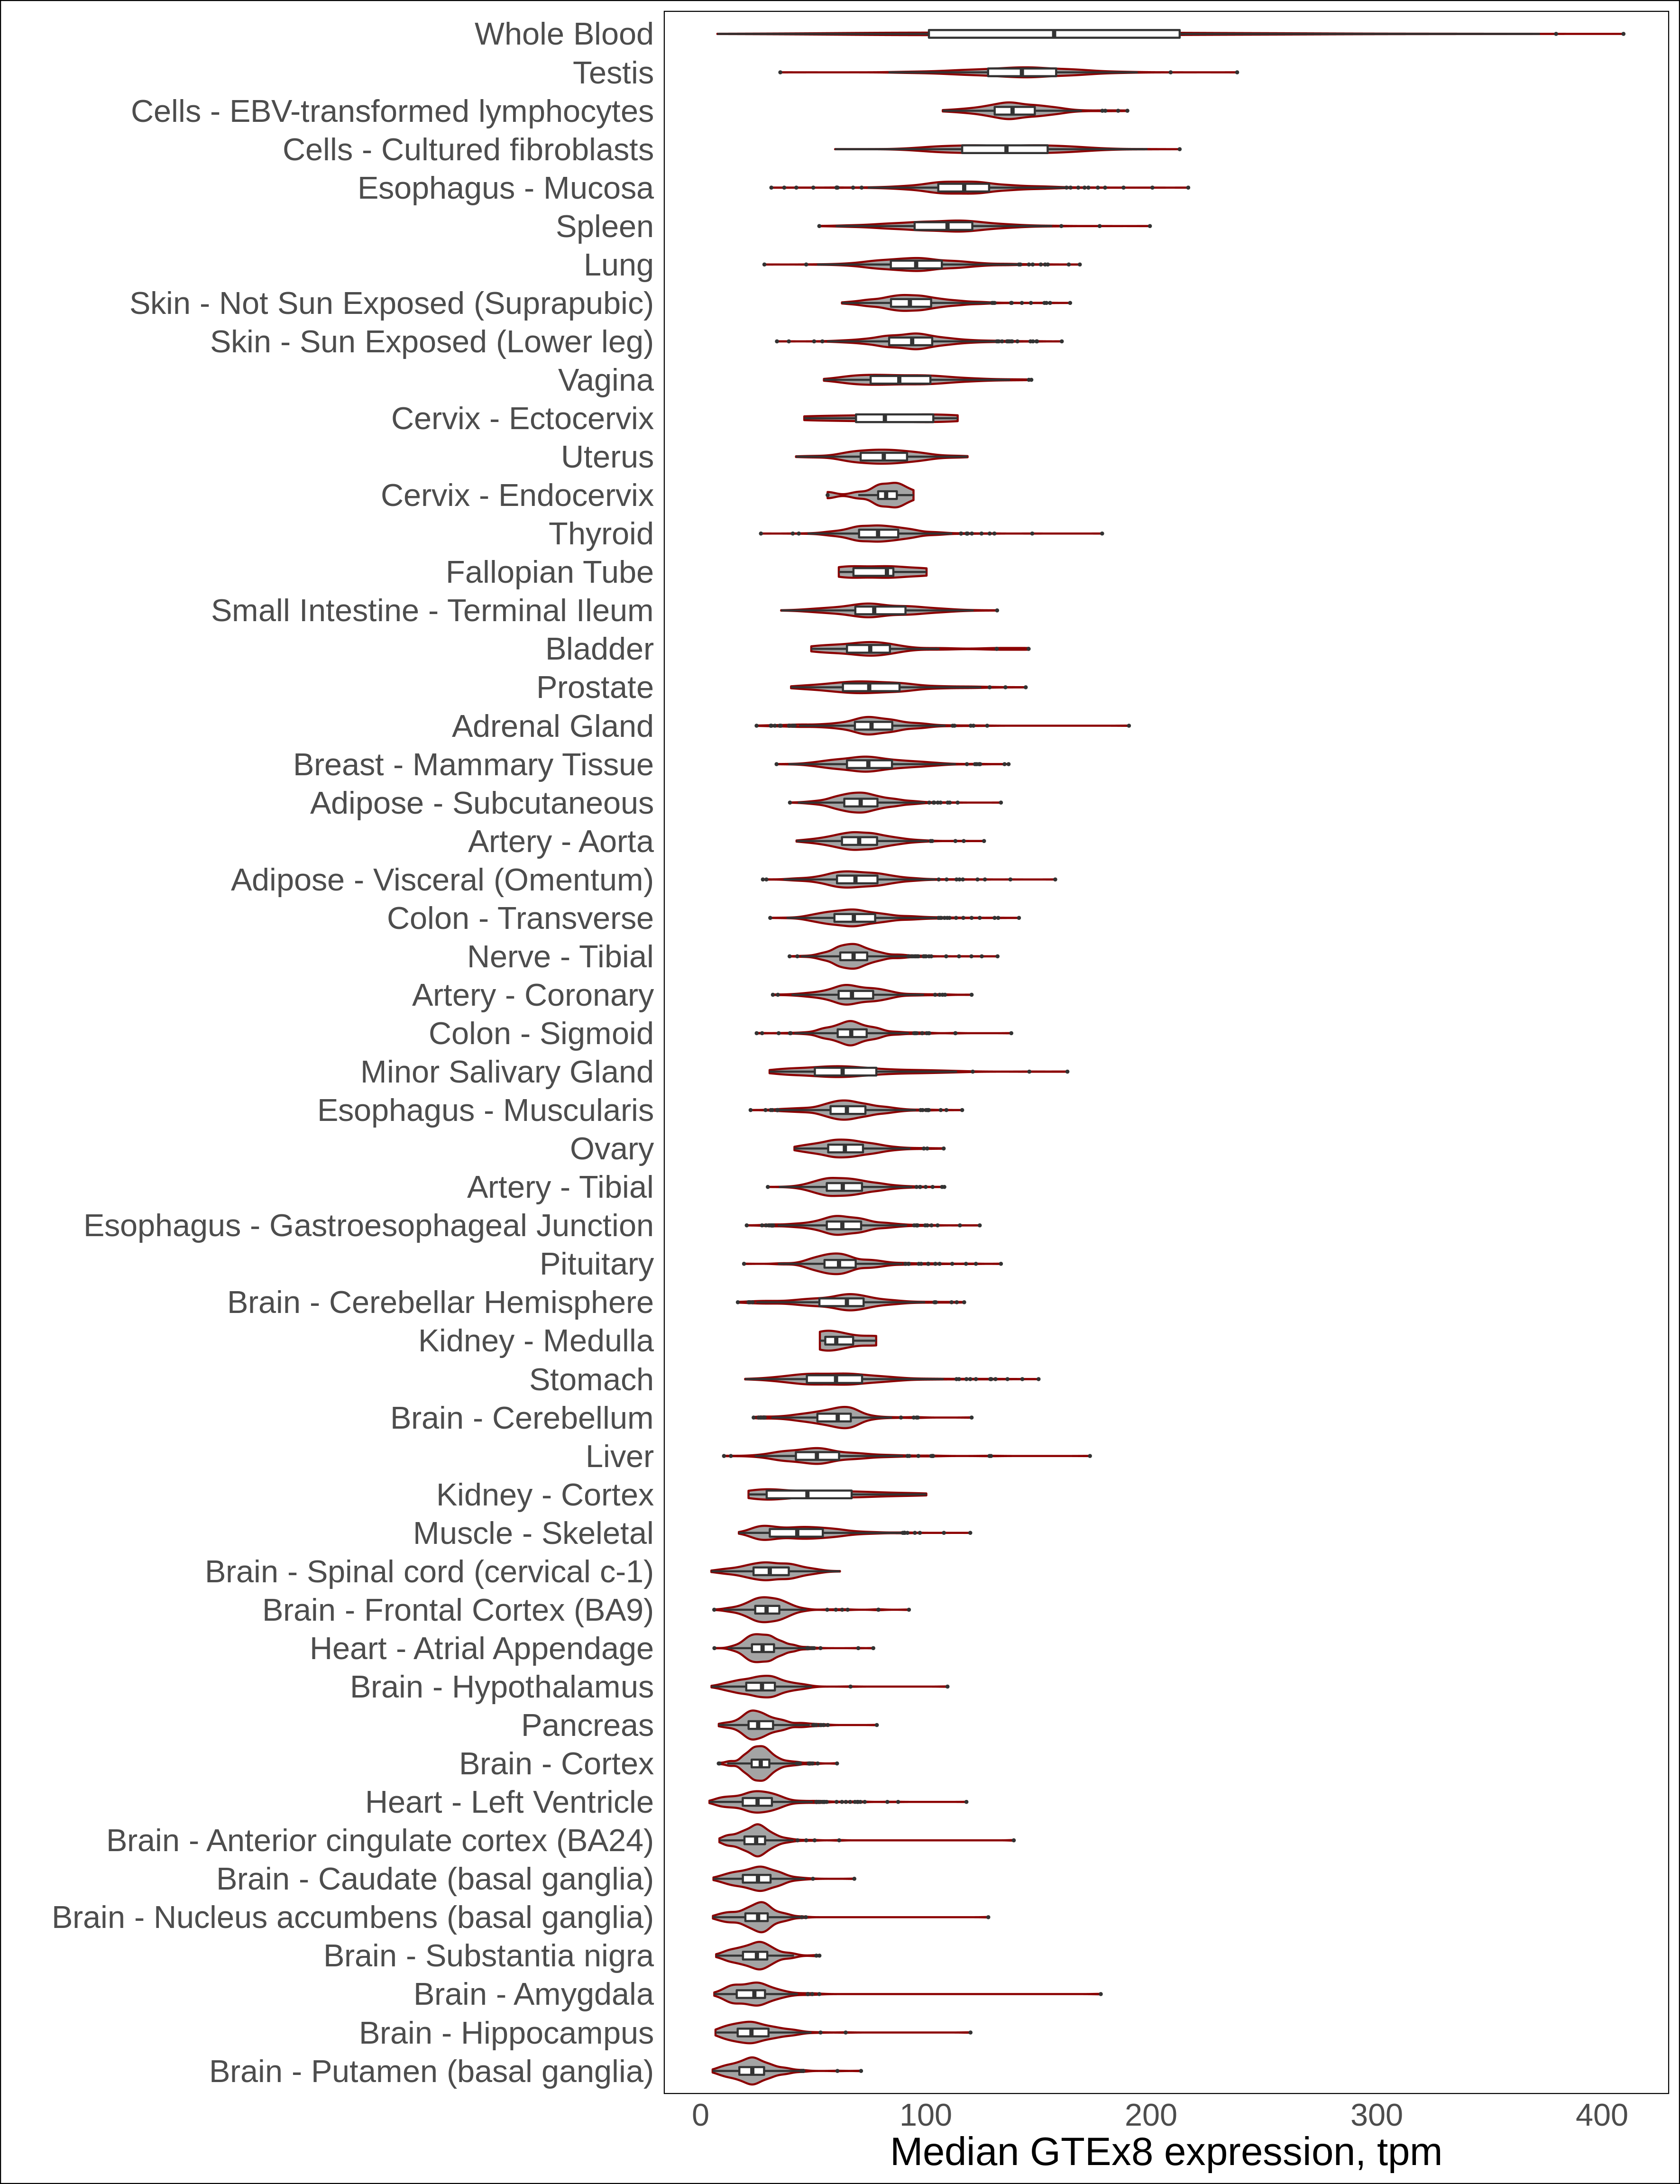 Whole Blood
Testis
Cells - EBV-transformed lymphocytes
Cells - Cultured fibroblasts
Esophagus - Mucosa
Spleen
Lung
Skin - Not Sun Exposed (Suprapubic)
Skin - Sun Exposed (Lower leg)
Vagina
Cervix - Ectocervix
Uterus
Cervix - Endocervix
Thyroid
Fallopian Tube
Small Intestine - Terminal Ileum
Bladder
Prostate
Adrenal Gland
Breast - Mammary Tissue
Adipose - Subcutaneous
Artery - Aorta
Adipose - Visceral (Omentum)
Colon - Transverse
Nerve - Tibial
Artery - Coronary
Colon - Sigmoid
Minor Salivary Gland
Esophagus - Muscularis
Ovary
Artery - Tibial
Esophagus - Gastroesophageal Junction
Pituitary
Brain - Cerebellar Hemisphere
Kidney - Medulla
Stomach
Brain - Cerebellum
Liver
Kidney - Cortex
Muscle - Skeletal
Brain - Spinal cord (cervical c-1)
Brain - Frontal Cortex (BA9)
Heart - Atrial Appendage
Brain - Hypothalamus
Pancreas
Brain - Cortex
Heart - Left Ventricle
Brain - Anterior cingulate cortex (BA24)
Brain - Caudate (basal ganglia)
Brain - Nucleus accumbens (basal ganglia)
Brain - Substantia nigra
Brain - Amygdala
Brain - Hippocampus
Brain - Putamen (basal ganglia)
0 100 200 300 400
Median GTEx8 expression, tpm